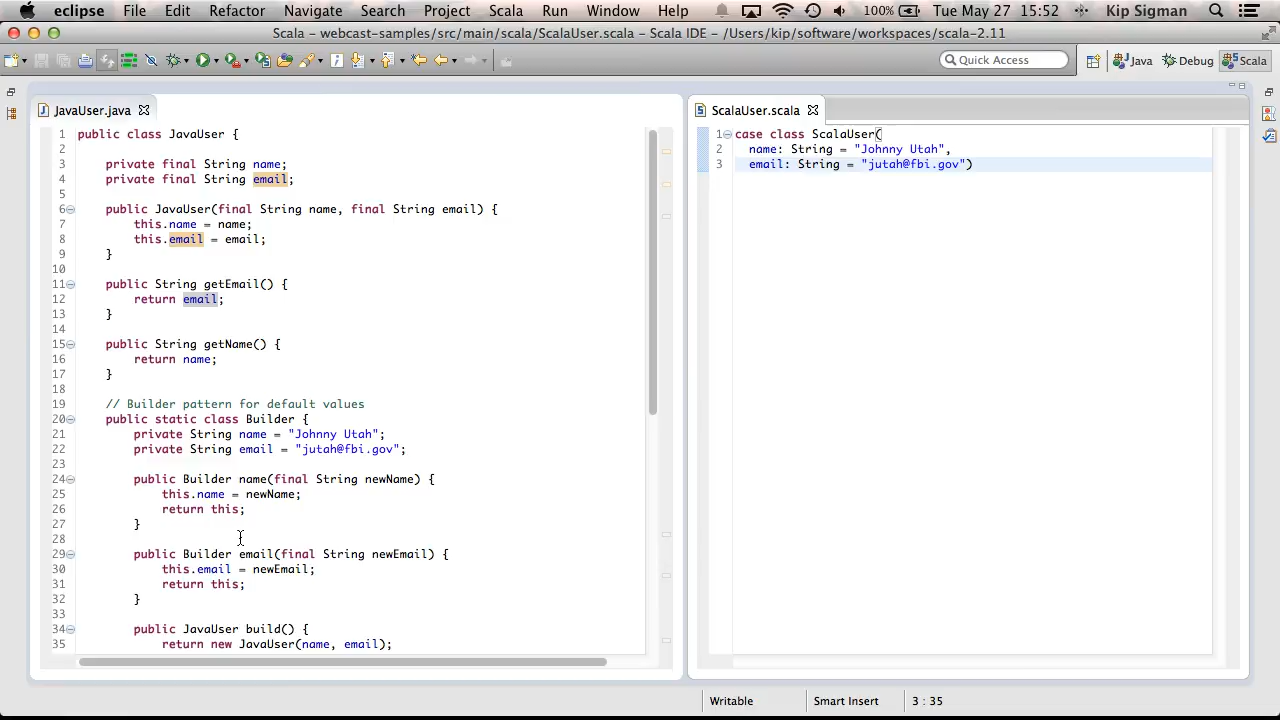 eclipse File Edit Refactor Navigate Search Project Scala Run Window Help 100% Tue May 27 15:52 Kip Sigman
Scala – webcast-samples/src/main/scala/ScalaUser.scala – Scala IDE – /Users/kip/software/workspaces/scala-2.11
Quick Access Java Debug Scala
JavaUser.java
1 public class JavaUser {
2
3 private final String name;
4 private final String email;
5
6 public JavaUser(final String name, final String email) {
7 this.name = name;
8 this.email = email;
9 }
10
11 public String getEmail() {
12 return email;
13 }
14
15 public String getName() {
16 return name;
17 }
18
19 // Builder pattern for default values
20 public static class Builder {
21 private String name = "Johnny Utah";
22 private String email = "jutah@fbi.gov";
23
24 public Builder name(final String newName) {
25 this.name = newName;
26 return this;
27 }
28
29 public Builder email(final String newEmail) {
30 this.email = newEmail;
31 return this;
32 }
33
34 public JavaUser build() {
35 return new JavaUser(name, email);
ScalaUser.scala
1 case class ScalaUser(
2 name: String = "Johnny Utah",
3 email: String = "jutah@fbi.gov")
Writable Smart Insert 3 : 35